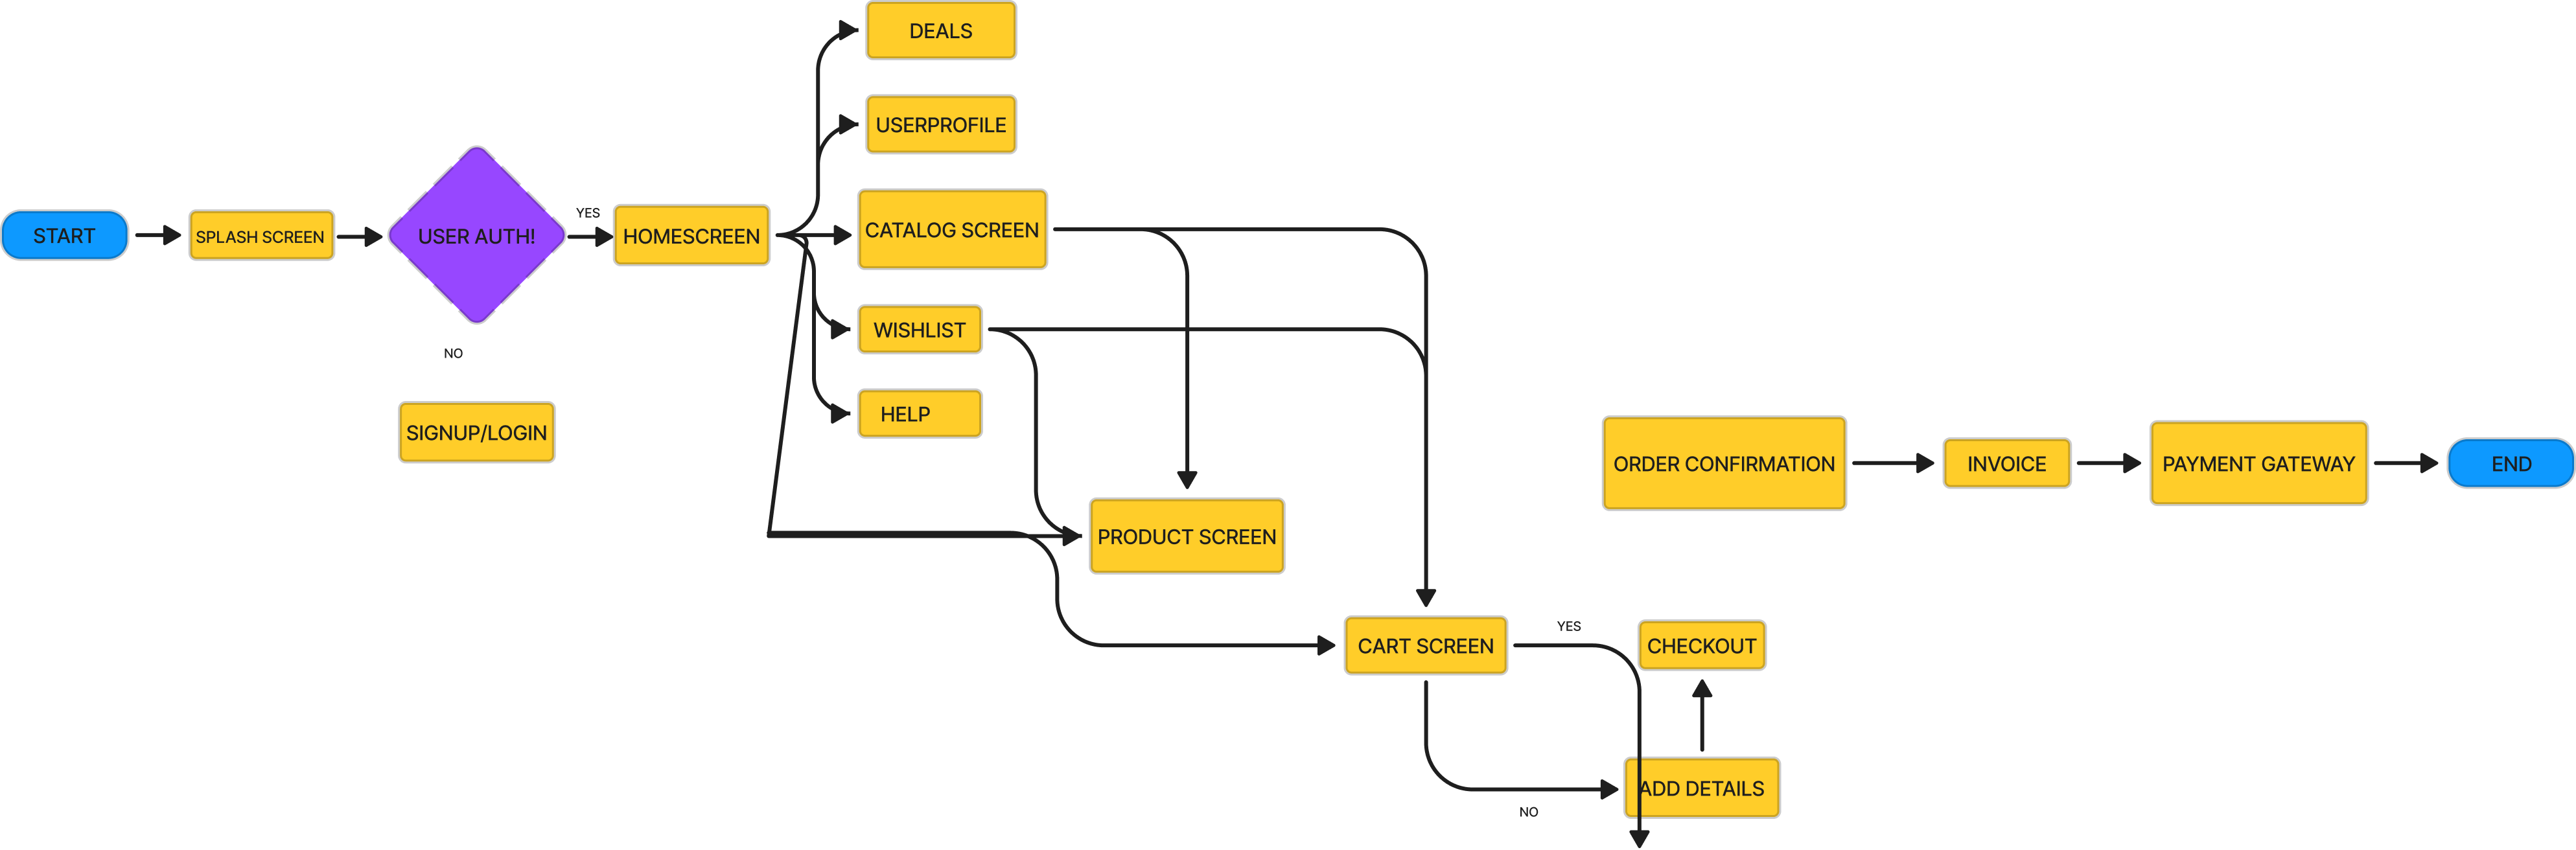 DEALS
USERPROFILE
START
SPLASH SCREEN
USER AUTH!
YES
HOMESCREEN
CATALOG SCREEN
WISHLIST
NO
HELP
SIGNUP/LOGIN
ORDER CONFIRMATION
INVOICE
PAYMENT GATEWAY
END
PRODUCT SCREEN
CART SCREEN
YES
CHECKOUT
ADD DETAILS
NO